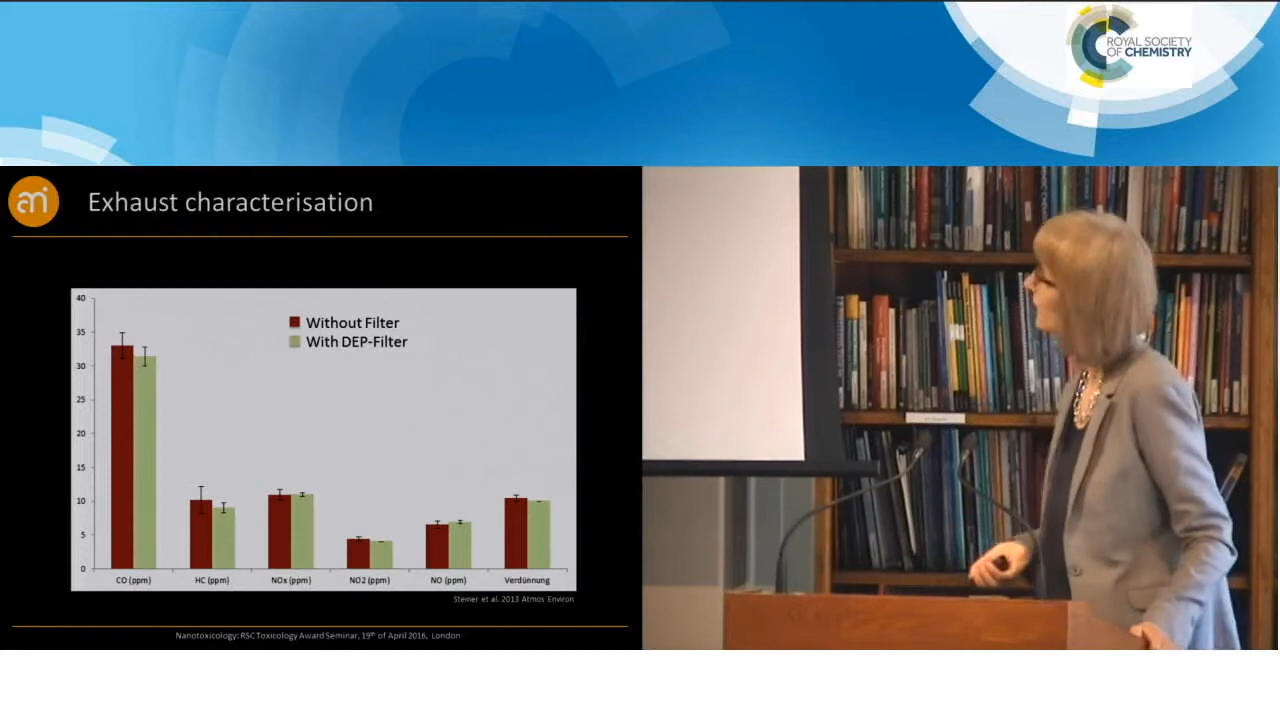 ROYAL SOCIETY
OF CHEMISTRY
Exhaust characterisation
40
35
30
25
20
15
10
5
0
Without Filter
With DEP-Filter
CO (ppm)
HC (ppm)
NOx (ppm)
NO2 (ppm)
NO (ppm)
Verdünnung
Steiner et al. 2013 Atmos Environ
Nanotoxicology: RSC Toxicology Award Seminar, 19th of April 2016, London